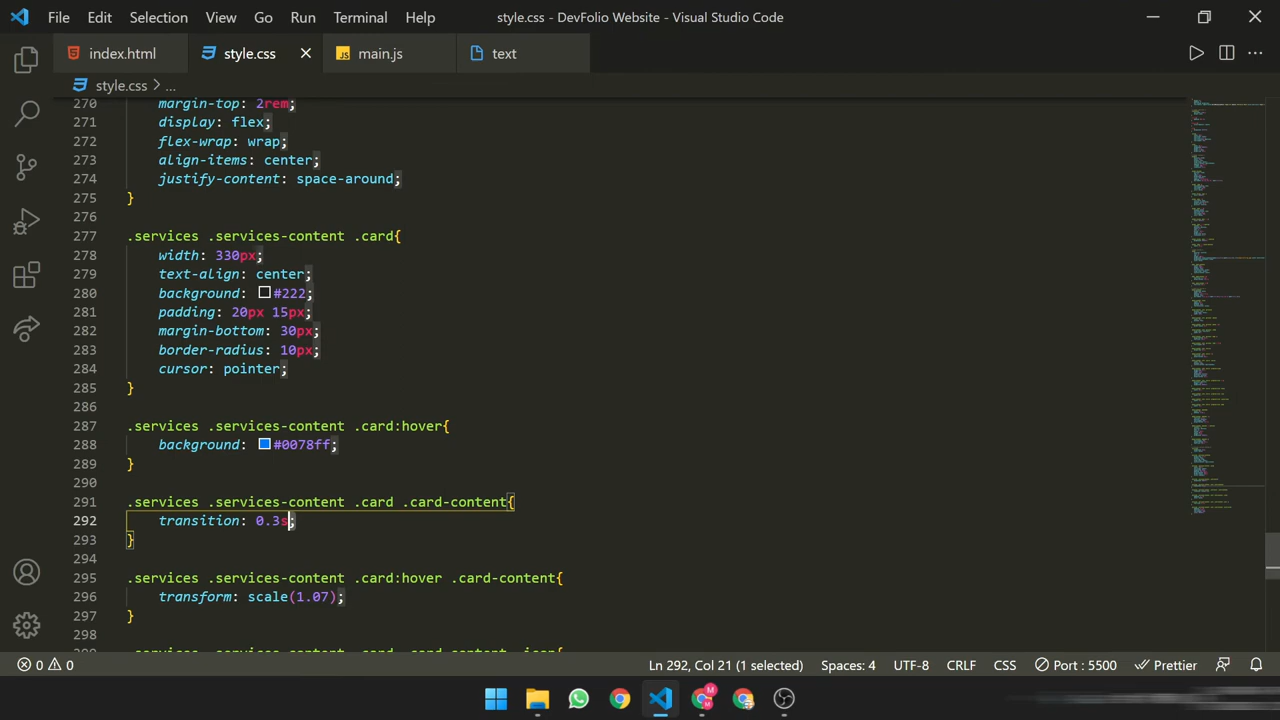 File Edit Selection View Go Run Terminal Help style.css - DevFolio Website - Visual Studio Code
index.html style.css JS main.js text
style.css > ...
270 margin-top: 2rem;
271 display: flex;
272 flex-wrap: wrap;
273 align-items: center;
274 justify-content: space-around;
275 }
276
277 .services .services-content .card{
278 width: 330px;
279 text-align: center;
280 background: #222;
281 padding: 20px 15px;
282 margin-bottom: 30px;
283 border-radius: 10px;
284 cursor: pointer;
285 }
286
287 .services .services-content .card:hover{
288 background: #0078ff;
289 }
290
291 .services .services-content .card .card-content{
292 transition: 0.3s;
293 }
294
295 .services .services-content .card:hover .card-content{
296 transform: scale(1.07);
297 }
298
0 0 Ln 292, Col 21 (1 selected) Spaces: 4 UTF-8 CRLF CSS Port : 5500 Prettier